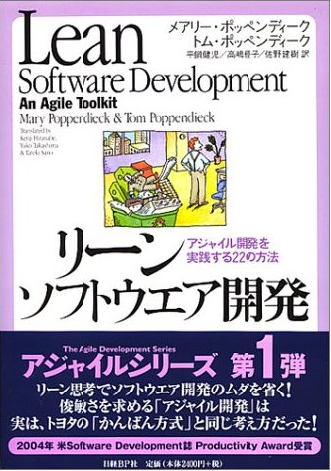 Lean
Software Development
An Agile Toolkit
Mary Popperdieck & Tom Poppendieck
Translated by
Kenji Hiranabe,
Yuko Takashima
& Tateki Sano
メアリー・ポッペンディーク
トム・ポッペンディーク
平鍋健児／高嶋優子／佐野建樹 訳
リーン
アジャイル開発を
実践する22の方法
ソフトウエア開発
The Agile Development Series
アジャイルシリーズ 第1弾
リーン思考でソフトウエア開発のムダを省く！
俊敏さを求める「アジャイル開発」は
実は、トヨタの「かんばん方式」と同じ考え方だった！
2004年 米Software Development誌 Productivity Award受賞
日経BP社 定価（本体2400円+税）